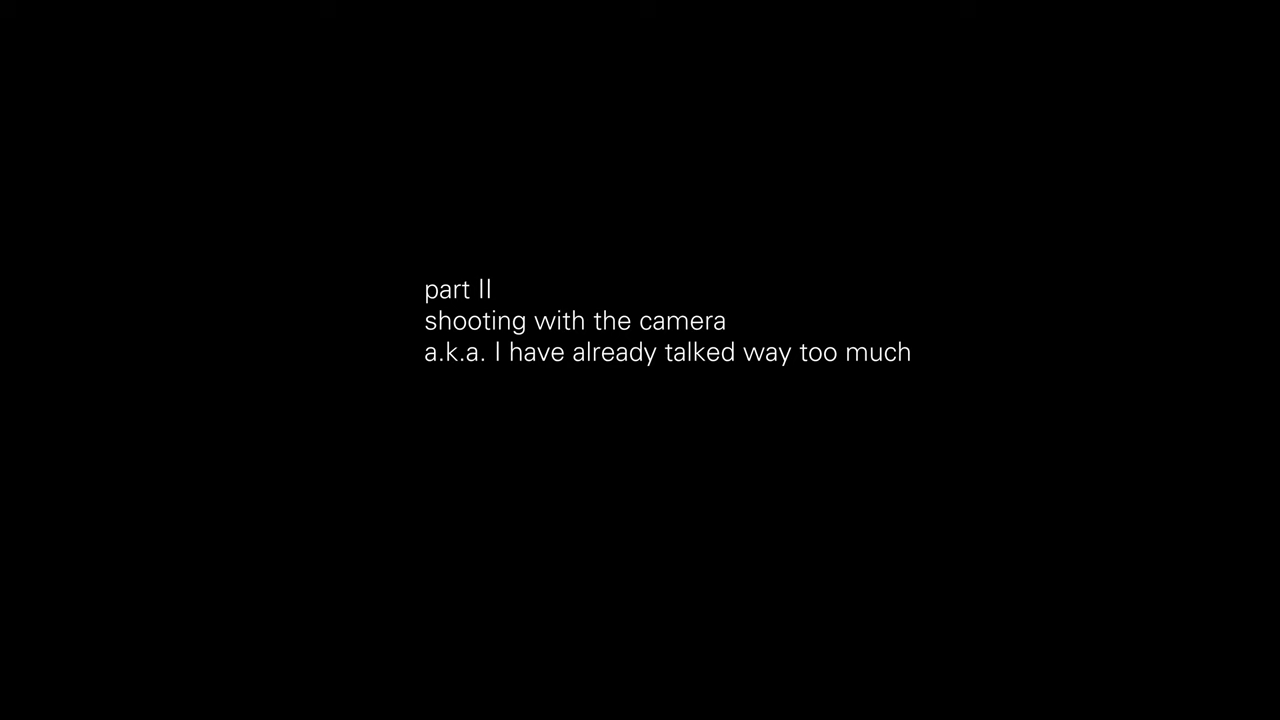 part II
shooting with the camera
a.k.a. I have already talked way too much